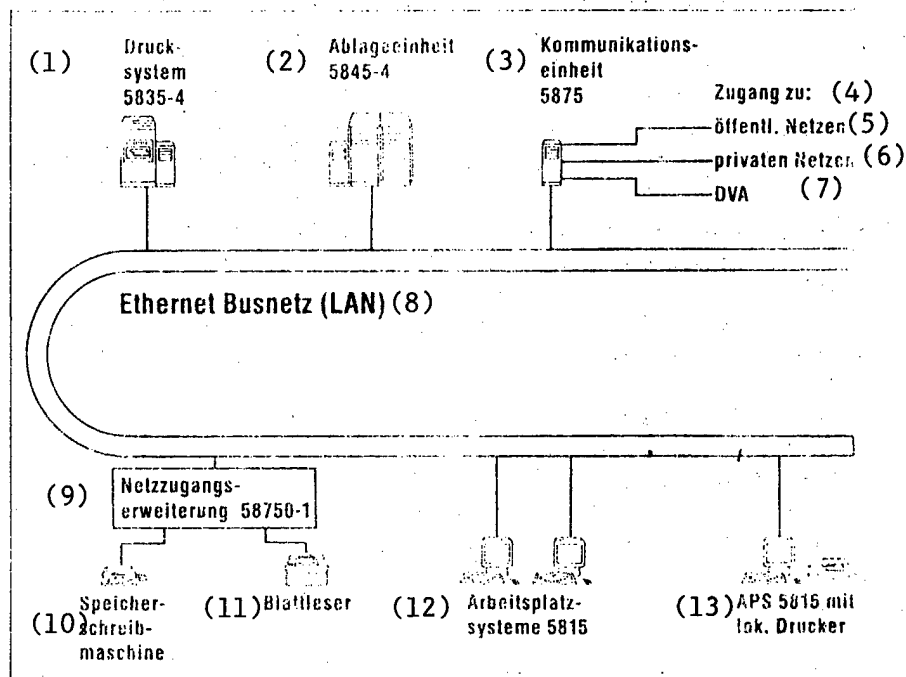 (1) Druck-
system
5835-4
(2) Ablageeinheit
5845-4
(3) Kommunikations-
einheit
5875
Zugang zu: (4)
öffentl. Netzen (5)
privaten Netzen (6)
DVA (7)
Ethernet Busnetz (LAN) (8)
(9) Netzzugangs-
erweiterung 58750-1
(10) Speicher-
schreib-
maschine
(11) Blattleser
(12) Arbeitsplatz-
systeme 5815
(13) APS 5815 mit
lok. Drucker